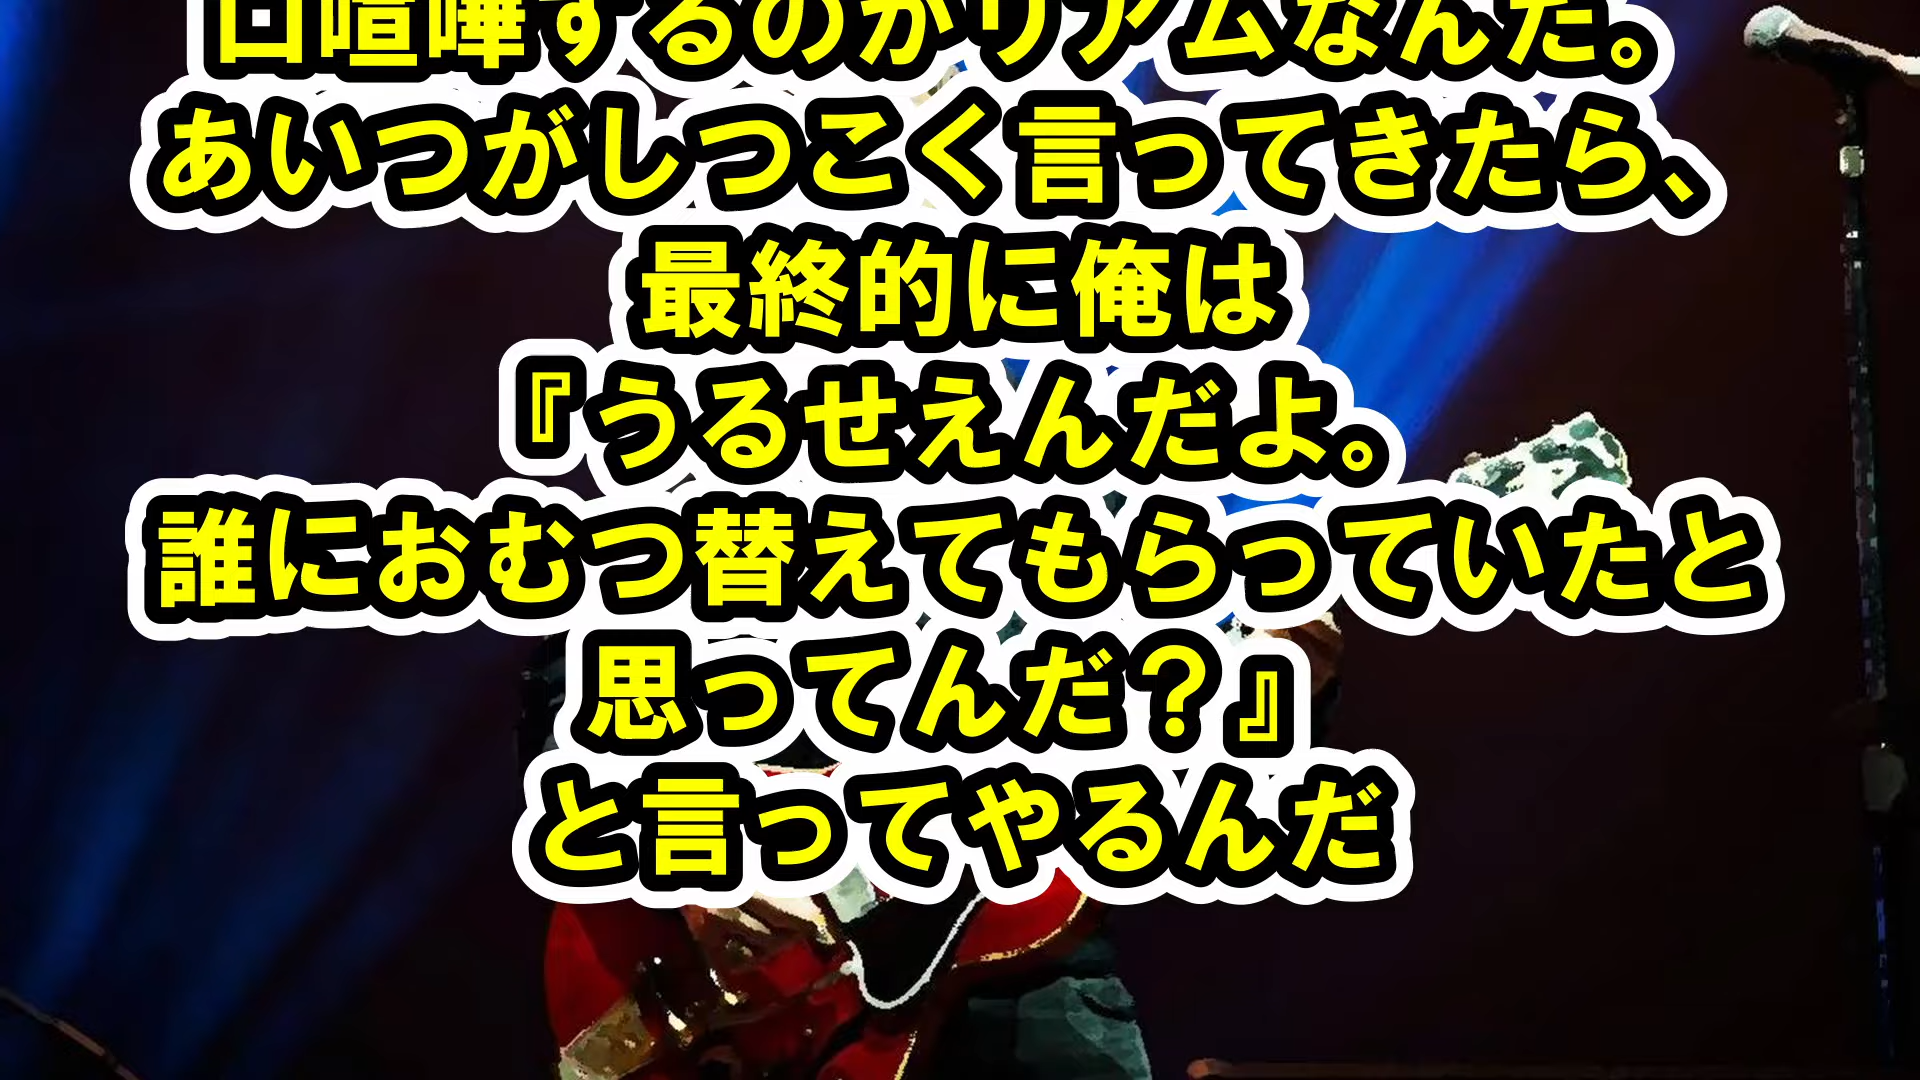 口喧嘩するのがリアムなんだ。
あいつがしつこく言ってきたら、
最終的に俺は
『うるせえんだよ。
誰におむつ替えてもらっていたと
思ってんだ？』
と言ってやるんだ